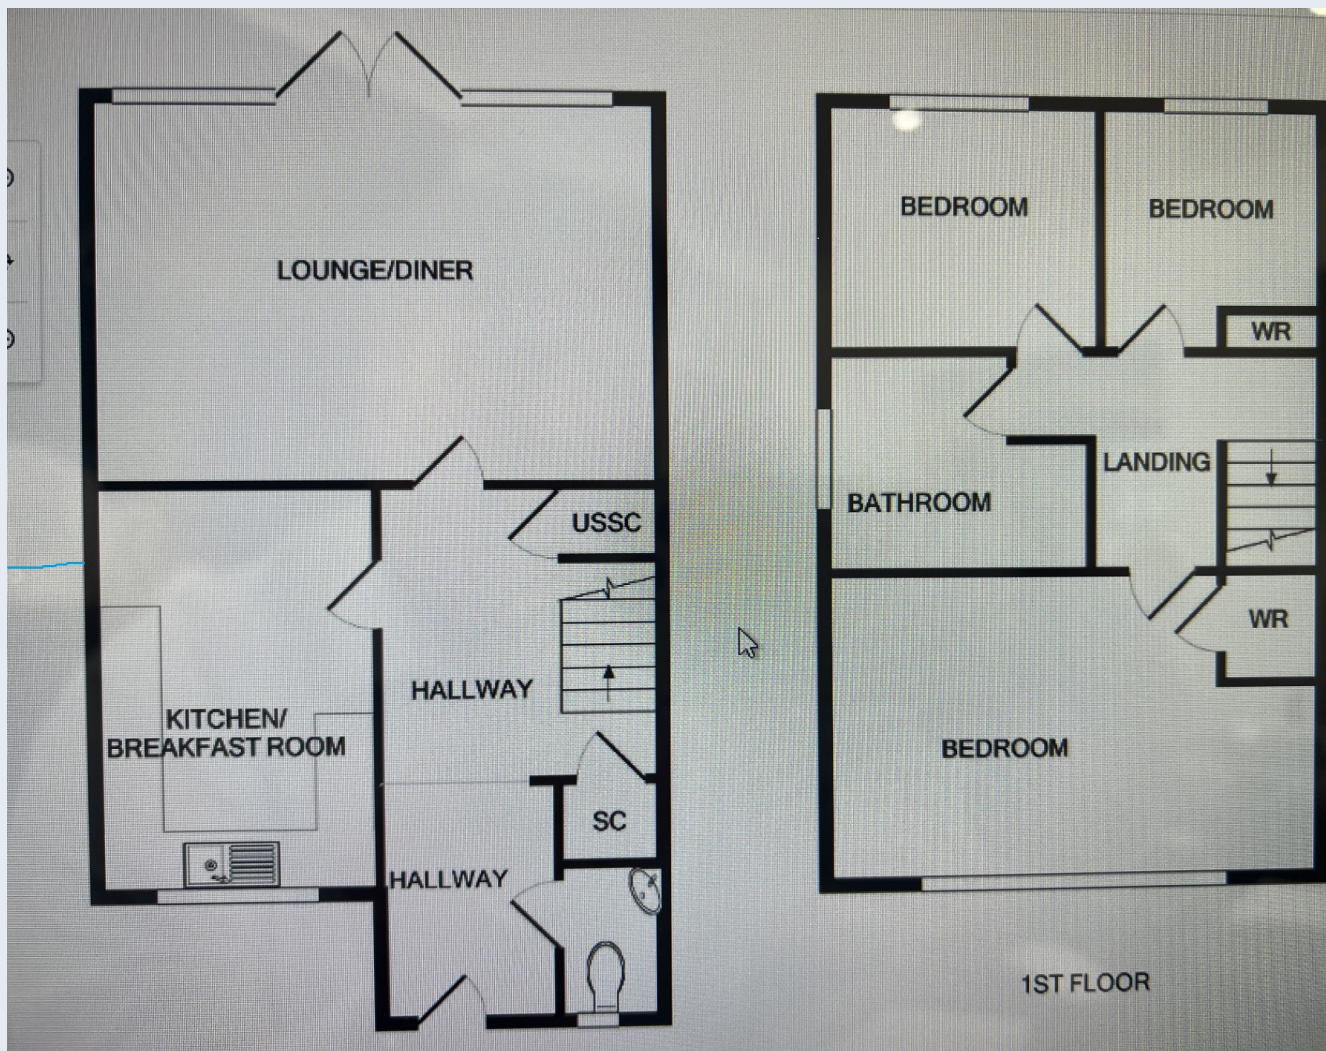 LOUNGE/DINER
USSC
HALLWAY
KITCHEN/
BREAKFAST ROOM
SC
HALLWAY
BEDROOM
BEDROOM
WR
LANDING
BATHROOM
WR
BEDROOM
1ST FLOOR